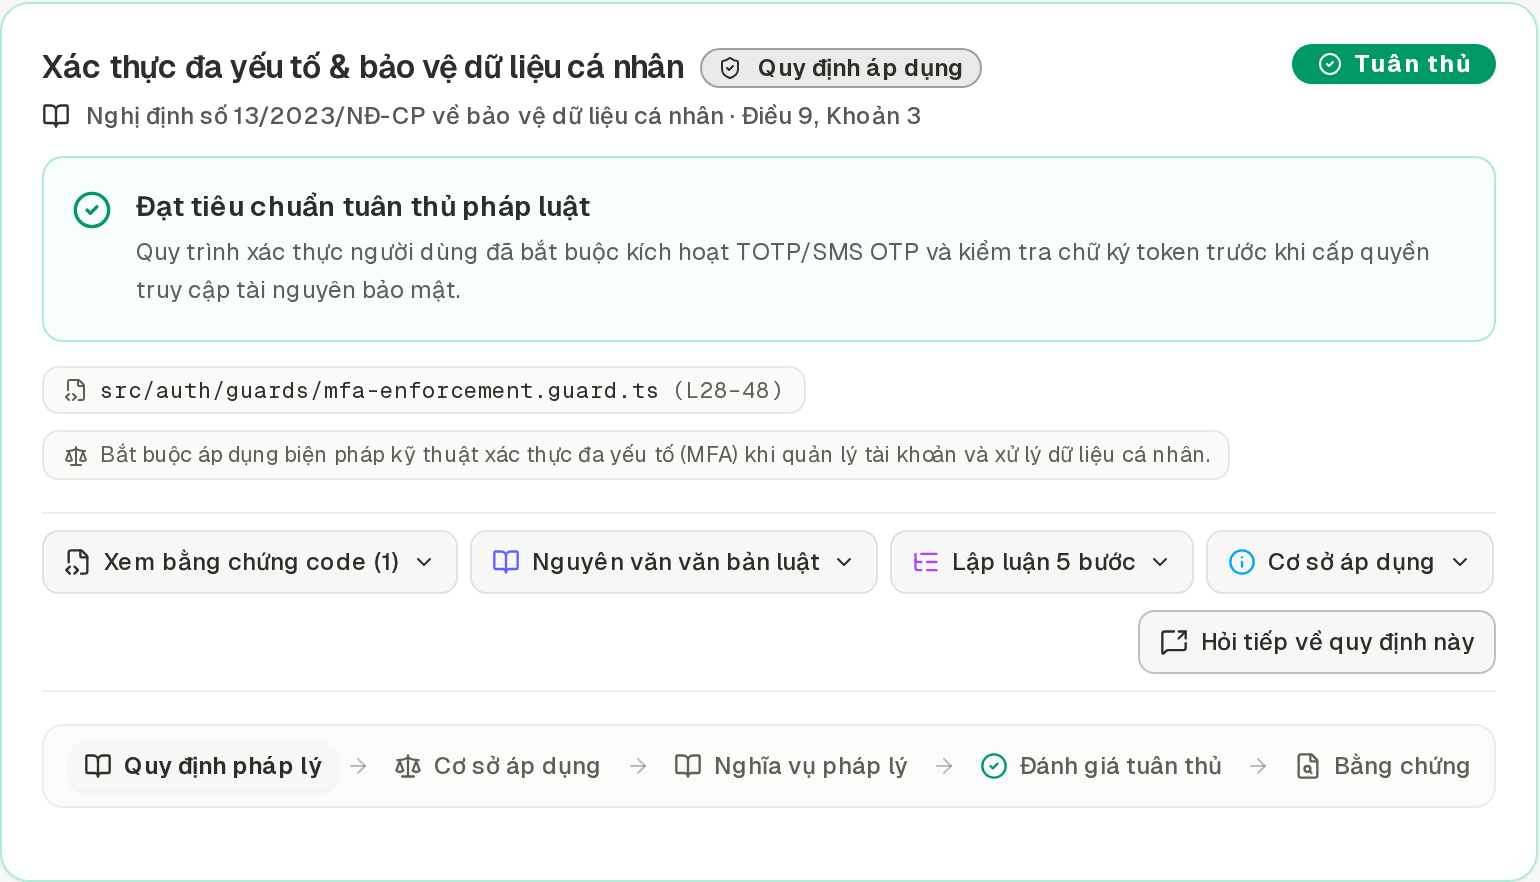 Xác thực đa yếu tố & bảo vệ dữ liệu cá nhân
Quy định áp dụng
Tuân thủ
Nghị định số 13/2023/NĐ-CP về bảo vệ dữ liệu cá nhân · Điều 9, Khoản 3
Đạt tiêu chuẩn tuân thủ pháp luật
Quy trình xác thực người dùng đã bắt buộc kích hoạt TOTP/SMS OTP và kiểm tra chữ ký token trước khi cấp quyền
truy cập tài nguyên bảo mật.
src/auth/guards/mfa-enforcement.guard.ts (L28–48)
Bắt buộc áp dụng biện pháp kỹ thuật xác thực đa yếu tố (MFA) khi quản lý tài khoản và xử lý dữ liệu cá nhân.
Xem bằng chứng code (1)
Nguyên văn văn bản luật
Lập luận 5 bước
Cơ sở áp dụng
Hỏi tiếp về quy định này
Quy định pháp lý
Cơ sở áp dụng
Nghĩa vụ pháp lý
Đánh giá tuân thủ
Bằng chứng